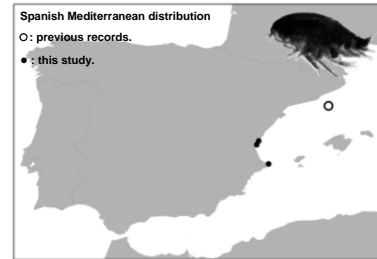 Spanish Mediterranean distribution
: previous records.
: this study.